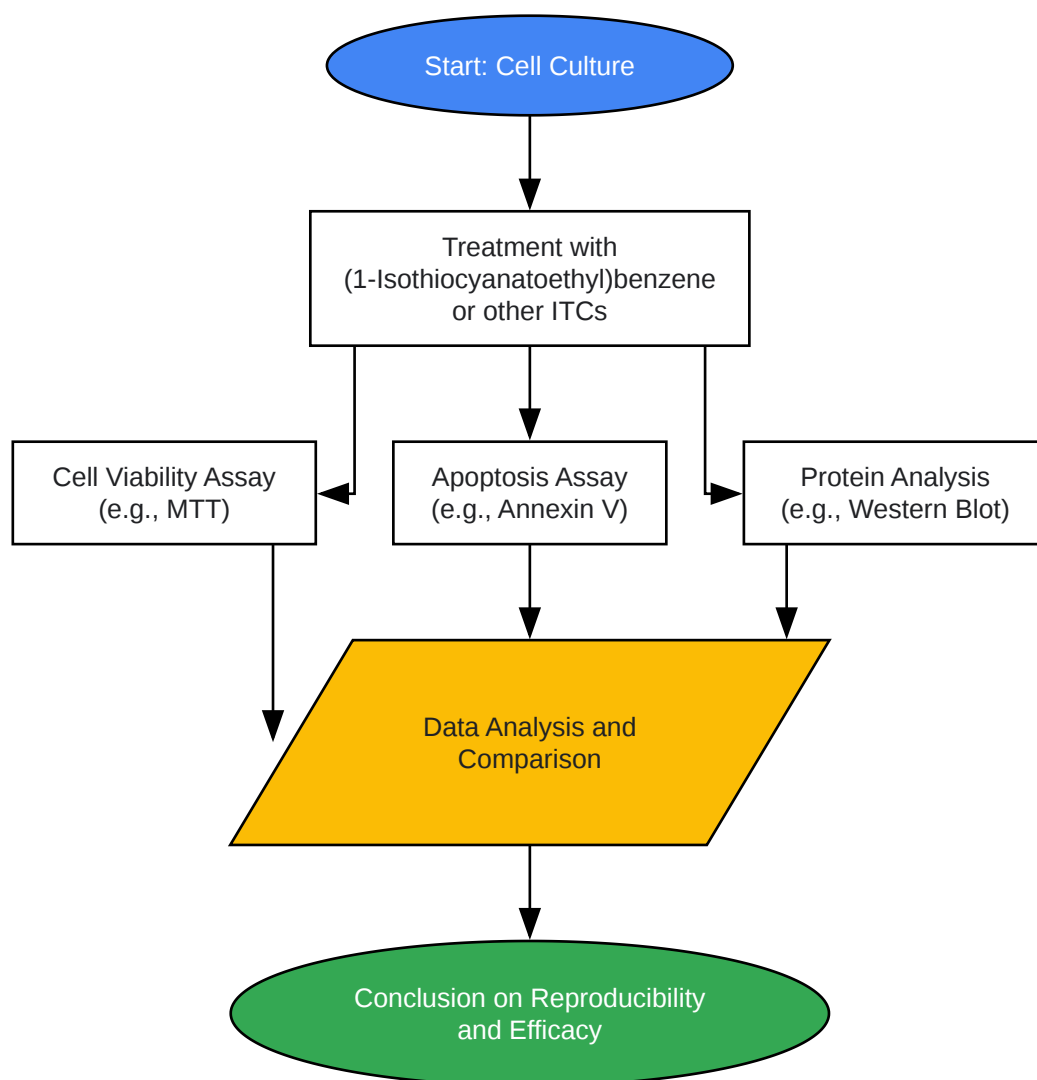 Start: Cell Culture
Treatment with
(1-Isothiocyanatoethyl)benzene
or other ITCs
Cell Viability Assay
(e.g., MTT)
Apoptosis Assay
(e.g., Annexin V)
Protein Analysis
(e.g., Western Blot)
Data Analysis and
Comparison
Conclusion on Reproducibility
and Efficacy